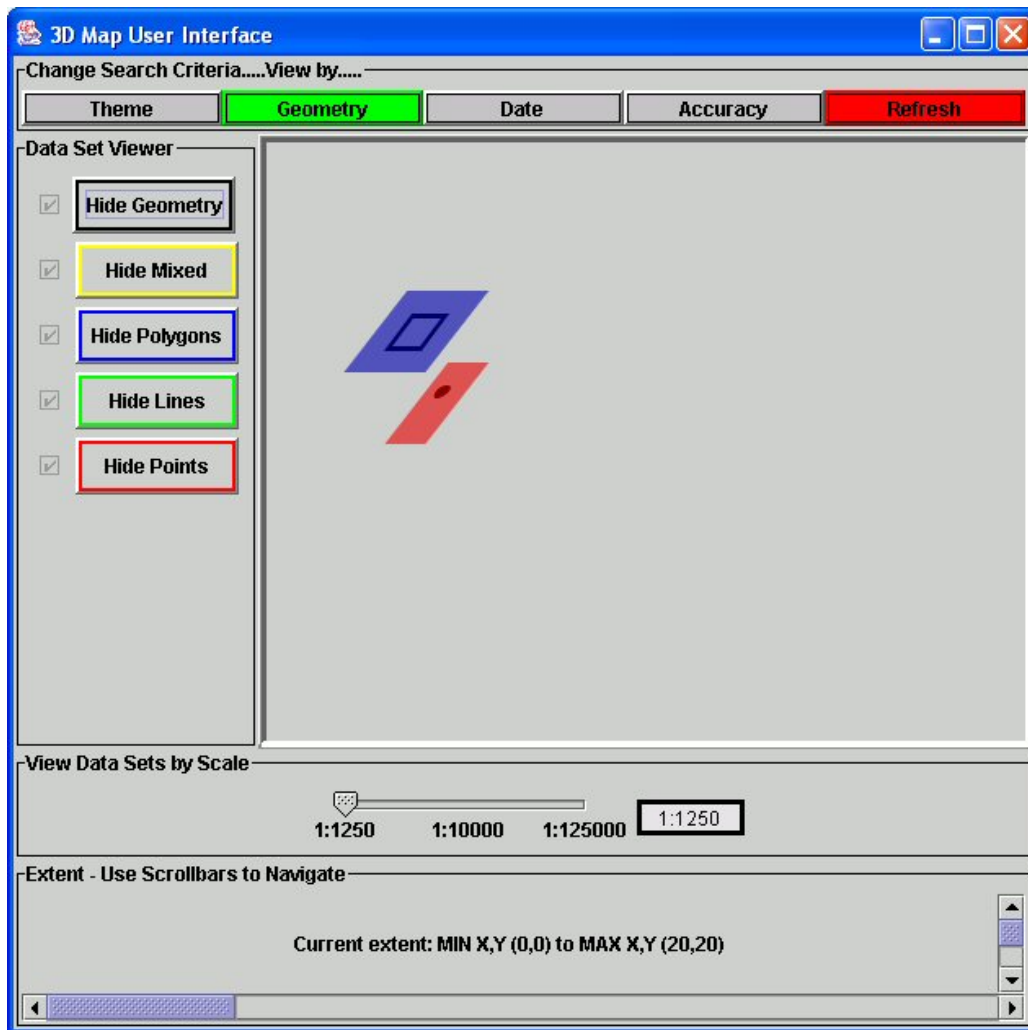 3D Map User Interface
Change Search Criteria.....View by.....
Theme Geometry Date Accuracy Refresh
Data Set Viewer
Hide Geometry
Hide Mixed
Hide Polygons
Hide Lines
Hide Points
View Data Sets by Scale
1:1250 1:10000 1:125000 1:1250
Extent - Use Scrollbars to Navigate
Current extent: MIN X,Y (0,0) to MAX X,Y (20,20)